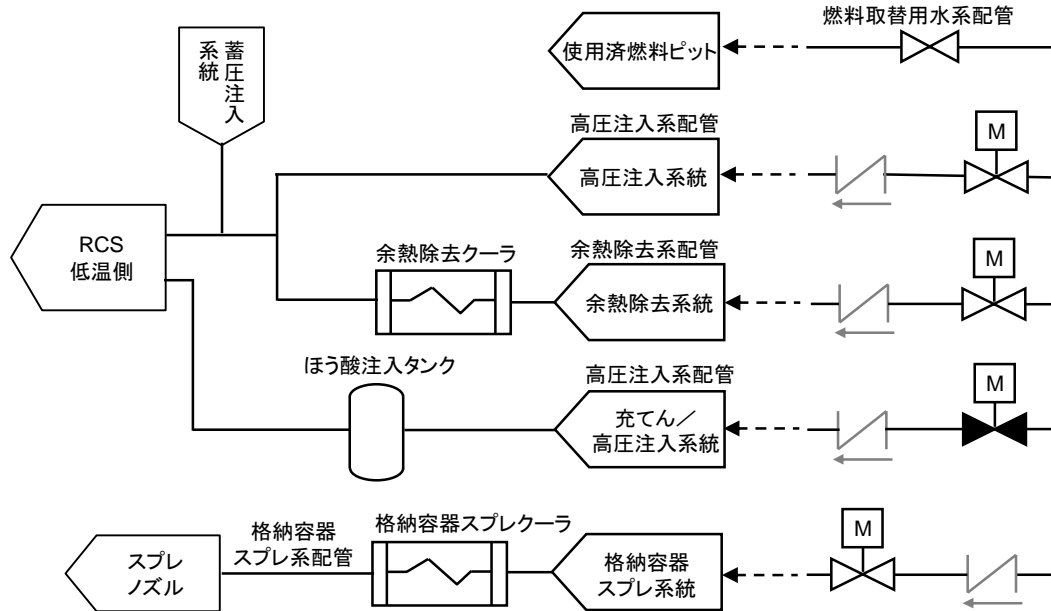 燃料取替用水系配管
使用済燃料ピット
蓄圧注入
系統
高圧注入系配管
M
高圧注入系統
RCS
低温側
余熱除去クーラ
余熱除去系配管
M
余熱除去系統
ほう酸注入タンク
高圧注入系配管
M
充てん／
高圧注入系統
格納容器
スプレ系配管
格納容器スプレクーラ
M
スプレ
ノズル
格納容器
スプレ系統